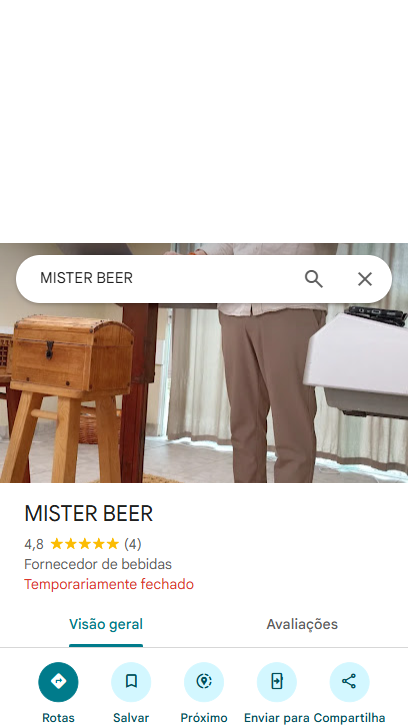 MISTER BEER
MISTER BEER
4,8 (4)
Fornecedor de bebidas
Temporariamente fechado
Visão geral Avaliações
Rotas Salvar Próximo Enviar para Compartilha